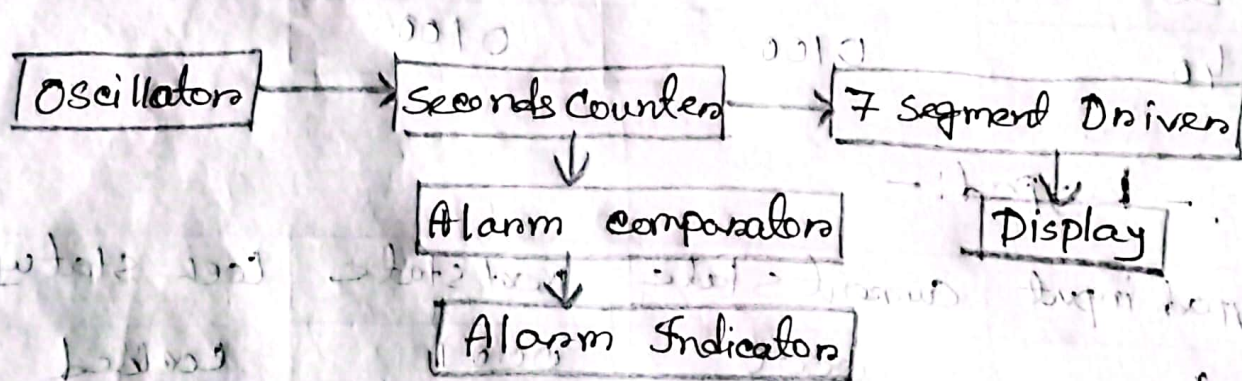 Oscillator
Seconds Counter
7 Segment Driver
Alarm comparator
Display
Alarm Indicator